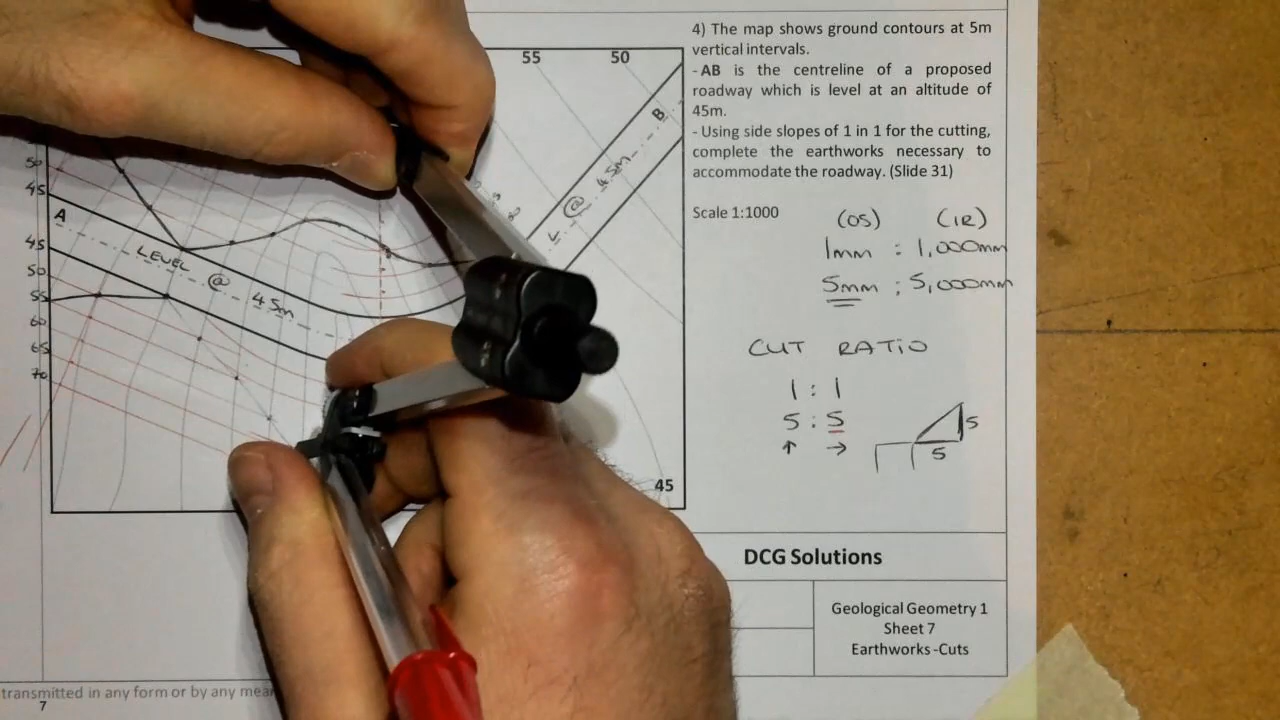 4) The map shows ground contours at 5m
vertical intervals.
- AB is the centreline of a proposed
roadway which is level at an altitude of
45m.
- Using side slopes of 1 in 1 for the cutting,
complete the earthworks necessary to
accommodate the roadway. (Slide 31)
Scale 1:1000
(OS) (IR)
1mm : 1,000mm
5mm : 5,000mm
CUT RATIO
1 : 1
5 : 5
↑ →
5
5
55 50
B
L @ 45m
50
45
A
LEVEL @ 45m
45
50
55
60
65
70
45
DCG Solutions
Geological Geometry 1
Sheet 7
Earthworks -Cuts
transmitted in any form or by any
7